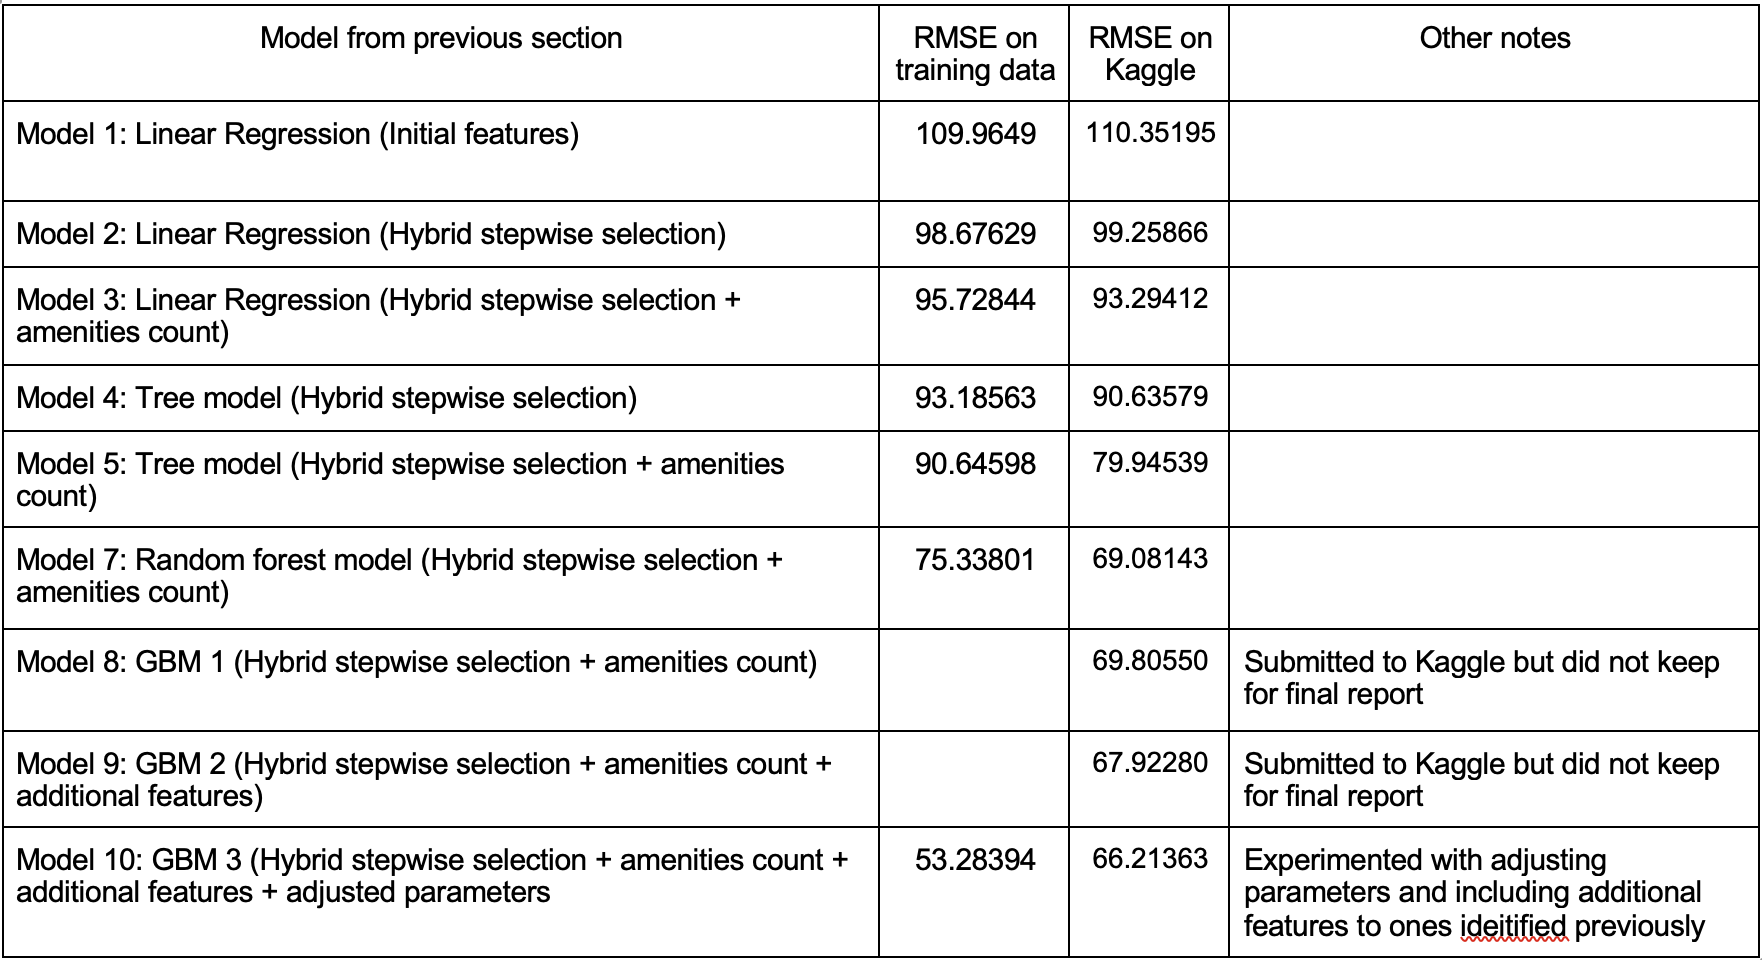 Model from previous section
RMSE on
training data
RMSE on
Kaggle
Other notes
Model 1: Linear Regression (Initial features)
109.9649
110.35195
Model 2: Linear Regression (Hybrid stepwise selection)
98.67629
99.25866
Model 3: Linear Regression (Hybrid stepwise selection +
amenities count)
95.72844
93.29412
Model 4: Tree model (Hybrid stepwise selection)
93.18563
90.63579
Model 5: Tree model (Hybrid stepwise selection + amenities
count)
90.64598
79.94539
Model 7: Random forest model (Hybrid stepwise selection +
amenities count)
75.33801
69.08143
Model 8: GBM 1 (Hybrid stepwise selection + amenities count)
69.80550
Submitted to Kaggle but did not keep
for final report
Model 9: GBM 2 (Hybrid stepwise selection + amenities count +
additional features)
67.92280
Submitted to Kaggle but did not keep
for final report
Model 10: GBM 3 (Hybrid stepwise selection + amenities count +
additional features + adjusted parameters
53.28394
66.21363
Experimented with adjusting
parameters and including additional
features to ones ideitified previously